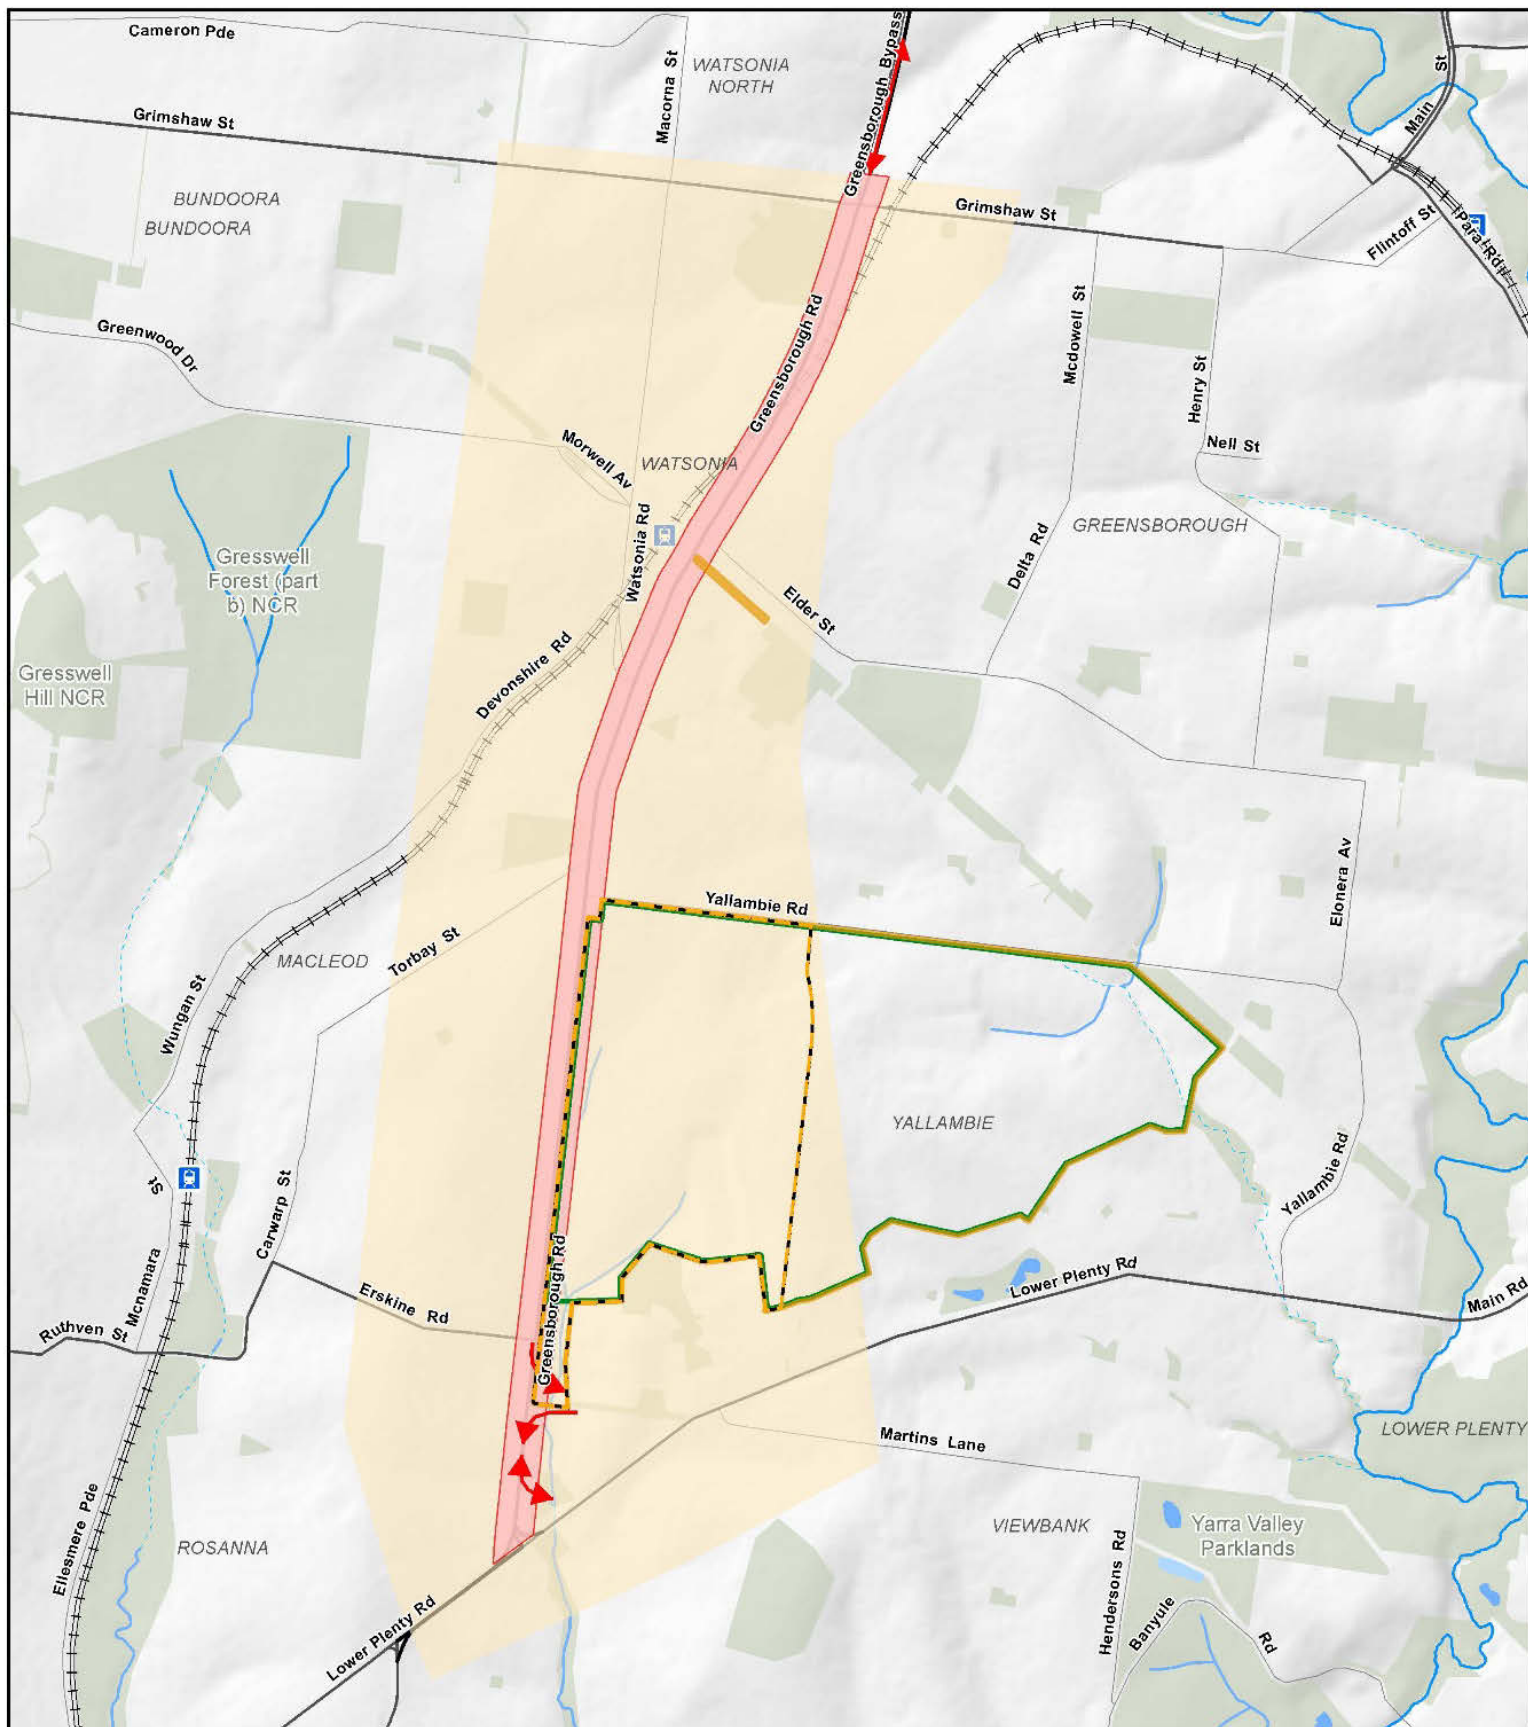 Cameron Pde
Macorna St
WATSONIA
NORTH
Greensborough Bypass
St
Main
Grimshaw St
BUNDOORA
BUNDOORA
Grimshaw St
Flintoff St
Para Rd
Greenwood Dr
Greensborough Rd
Mcdowell St
Henry St
Morwell Av
WATSONIA
Nell St
Watsonia Rd
GREENSBOROUGH
Delta Rd
Gresswell
Forest (part
b) NCR
Elder St
Gresswell
Hill NCR
Devonshire Rd
Elonera Av
Yallambie Rd
Torbay St
MACLEOD
Wungan St
YALLAMBIE
Yallambie Rd
St
Mcnamara
Carwarp St
Greensborough Rd
Lower Plenty Rd
Main Rd
Erskine Rd
Ruthven St
Martins Lane
LOWER PLENTY
Ellesmere Pde
ROSANNA
VIEWBANK
Yarra Valley
Parklands
Hendersons Rd
Banyule
Rd
Lower Plenty Rd